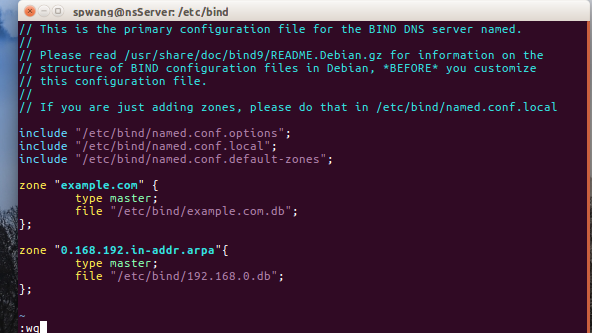 spwang@nsServer: /etc/bind
// This is the primary configuration file for the BIND DNS server named.
//
// Please read /usr/share/doc/bind9/README.Debian.gz for information on the
// structure of BIND configuration files in Debian, *BEFORE* you customize
// this configuration file.
//
// If you are just adding zones, please do that in /etc/bind/named.conf.local
include "/etc/bind/named.conf.options";
include "/etc/bind/named.conf.local";
include "/etc/bind/named.conf.default-zones";
zone "example.com" {
type master;
file "/etc/bind/example.com.db";
};
zone "0.168.192.in-addr.arpa"{
type master;
file "/etc/bind/192.168.0.db";
};
~
:wq